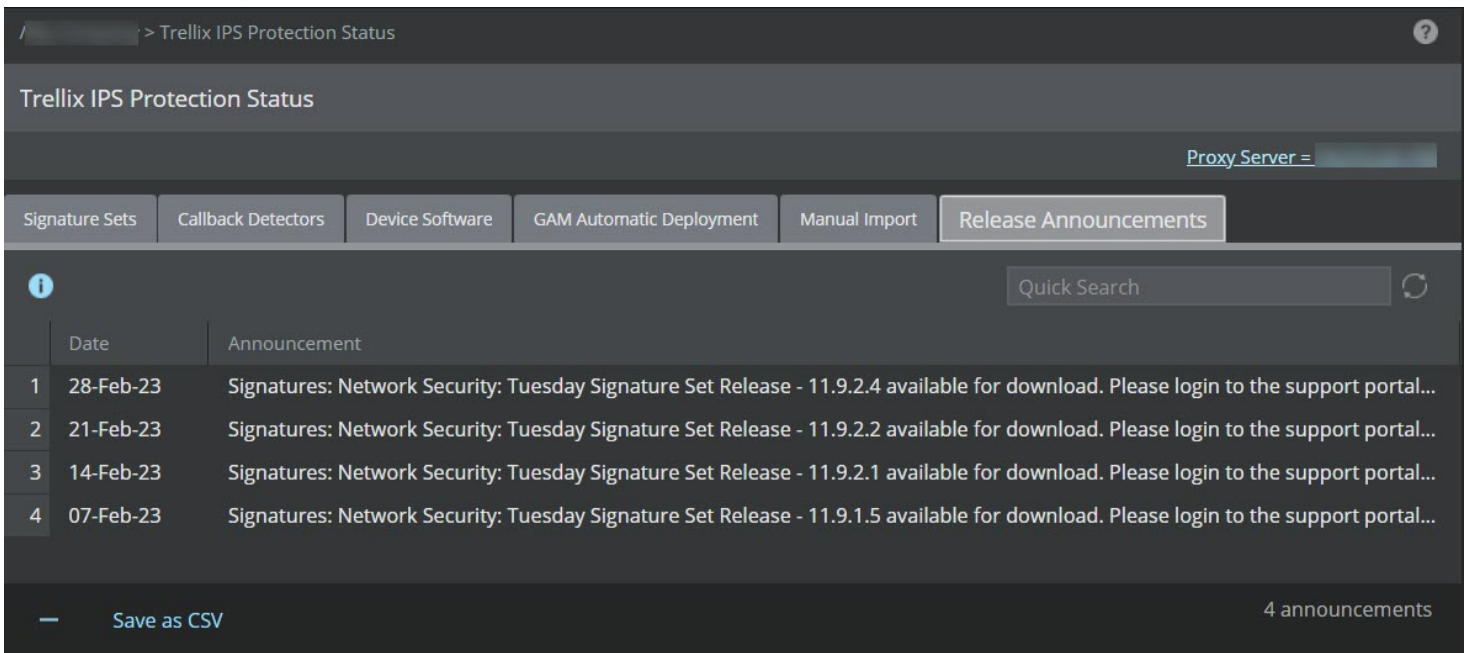 / > Trellix IPS Protection Status
Trellix IPS Protection Status
Proxy Server =
Signature Sets Callback Detectors Device Software GAM Automatic Deployment Manual Import Release Announcements
Quick Search
Date Announcement
1 28-Feb-23 Signatures: Network Security: Tuesday Signature Set Release - 11.9.2.4 available for download. Please login to the support portal...
2 21-Feb-23 Signatures: Network Security: Tuesday Signature Set Release - 11.9.2.2 available for download. Please login to the support portal...
3 14-Feb-23 Signatures: Network Security: Tuesday Signature Set Release - 11.9.2.1 available for download. Please login to the support portal...
4 07-Feb-23 Signatures: Network Security: Tuesday Signature Set Release - 11.9.1.5 available for download. Please login to the support portal...
Save as CSV 4 announcements